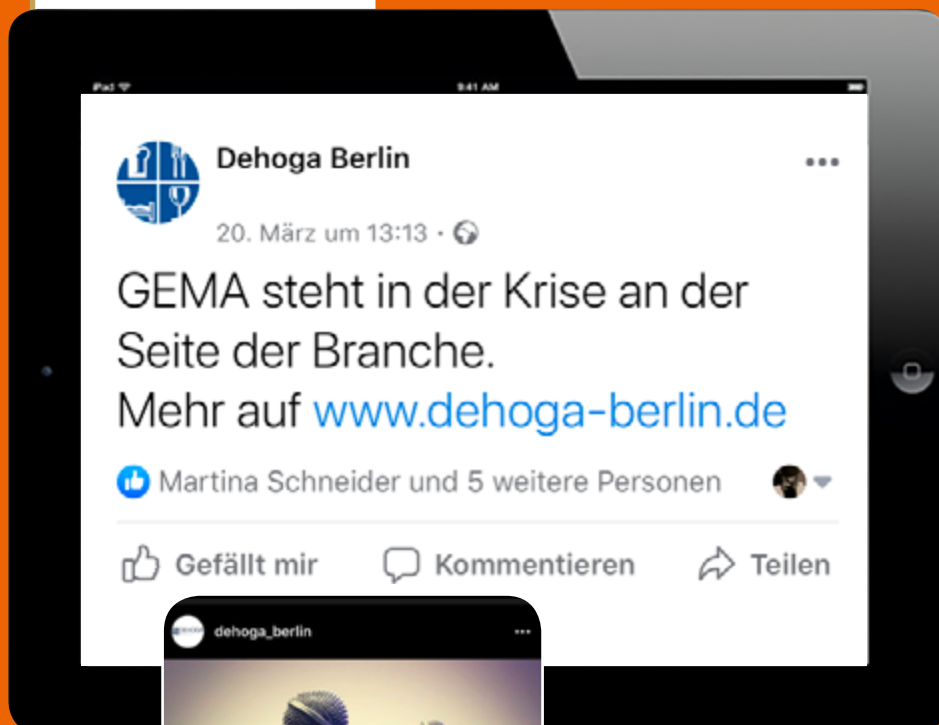 iPad
9:41 AM
Dehoga Berlin
20. März um 13:13 ·
GEMA steht in der Krise an der
Seite der Branche.
Mehr auf www.dehoga-berlin.de
Martina Schneider und 5 weitere Personen
Gefällt mir Kommentieren Teilen
dehoga_berlin